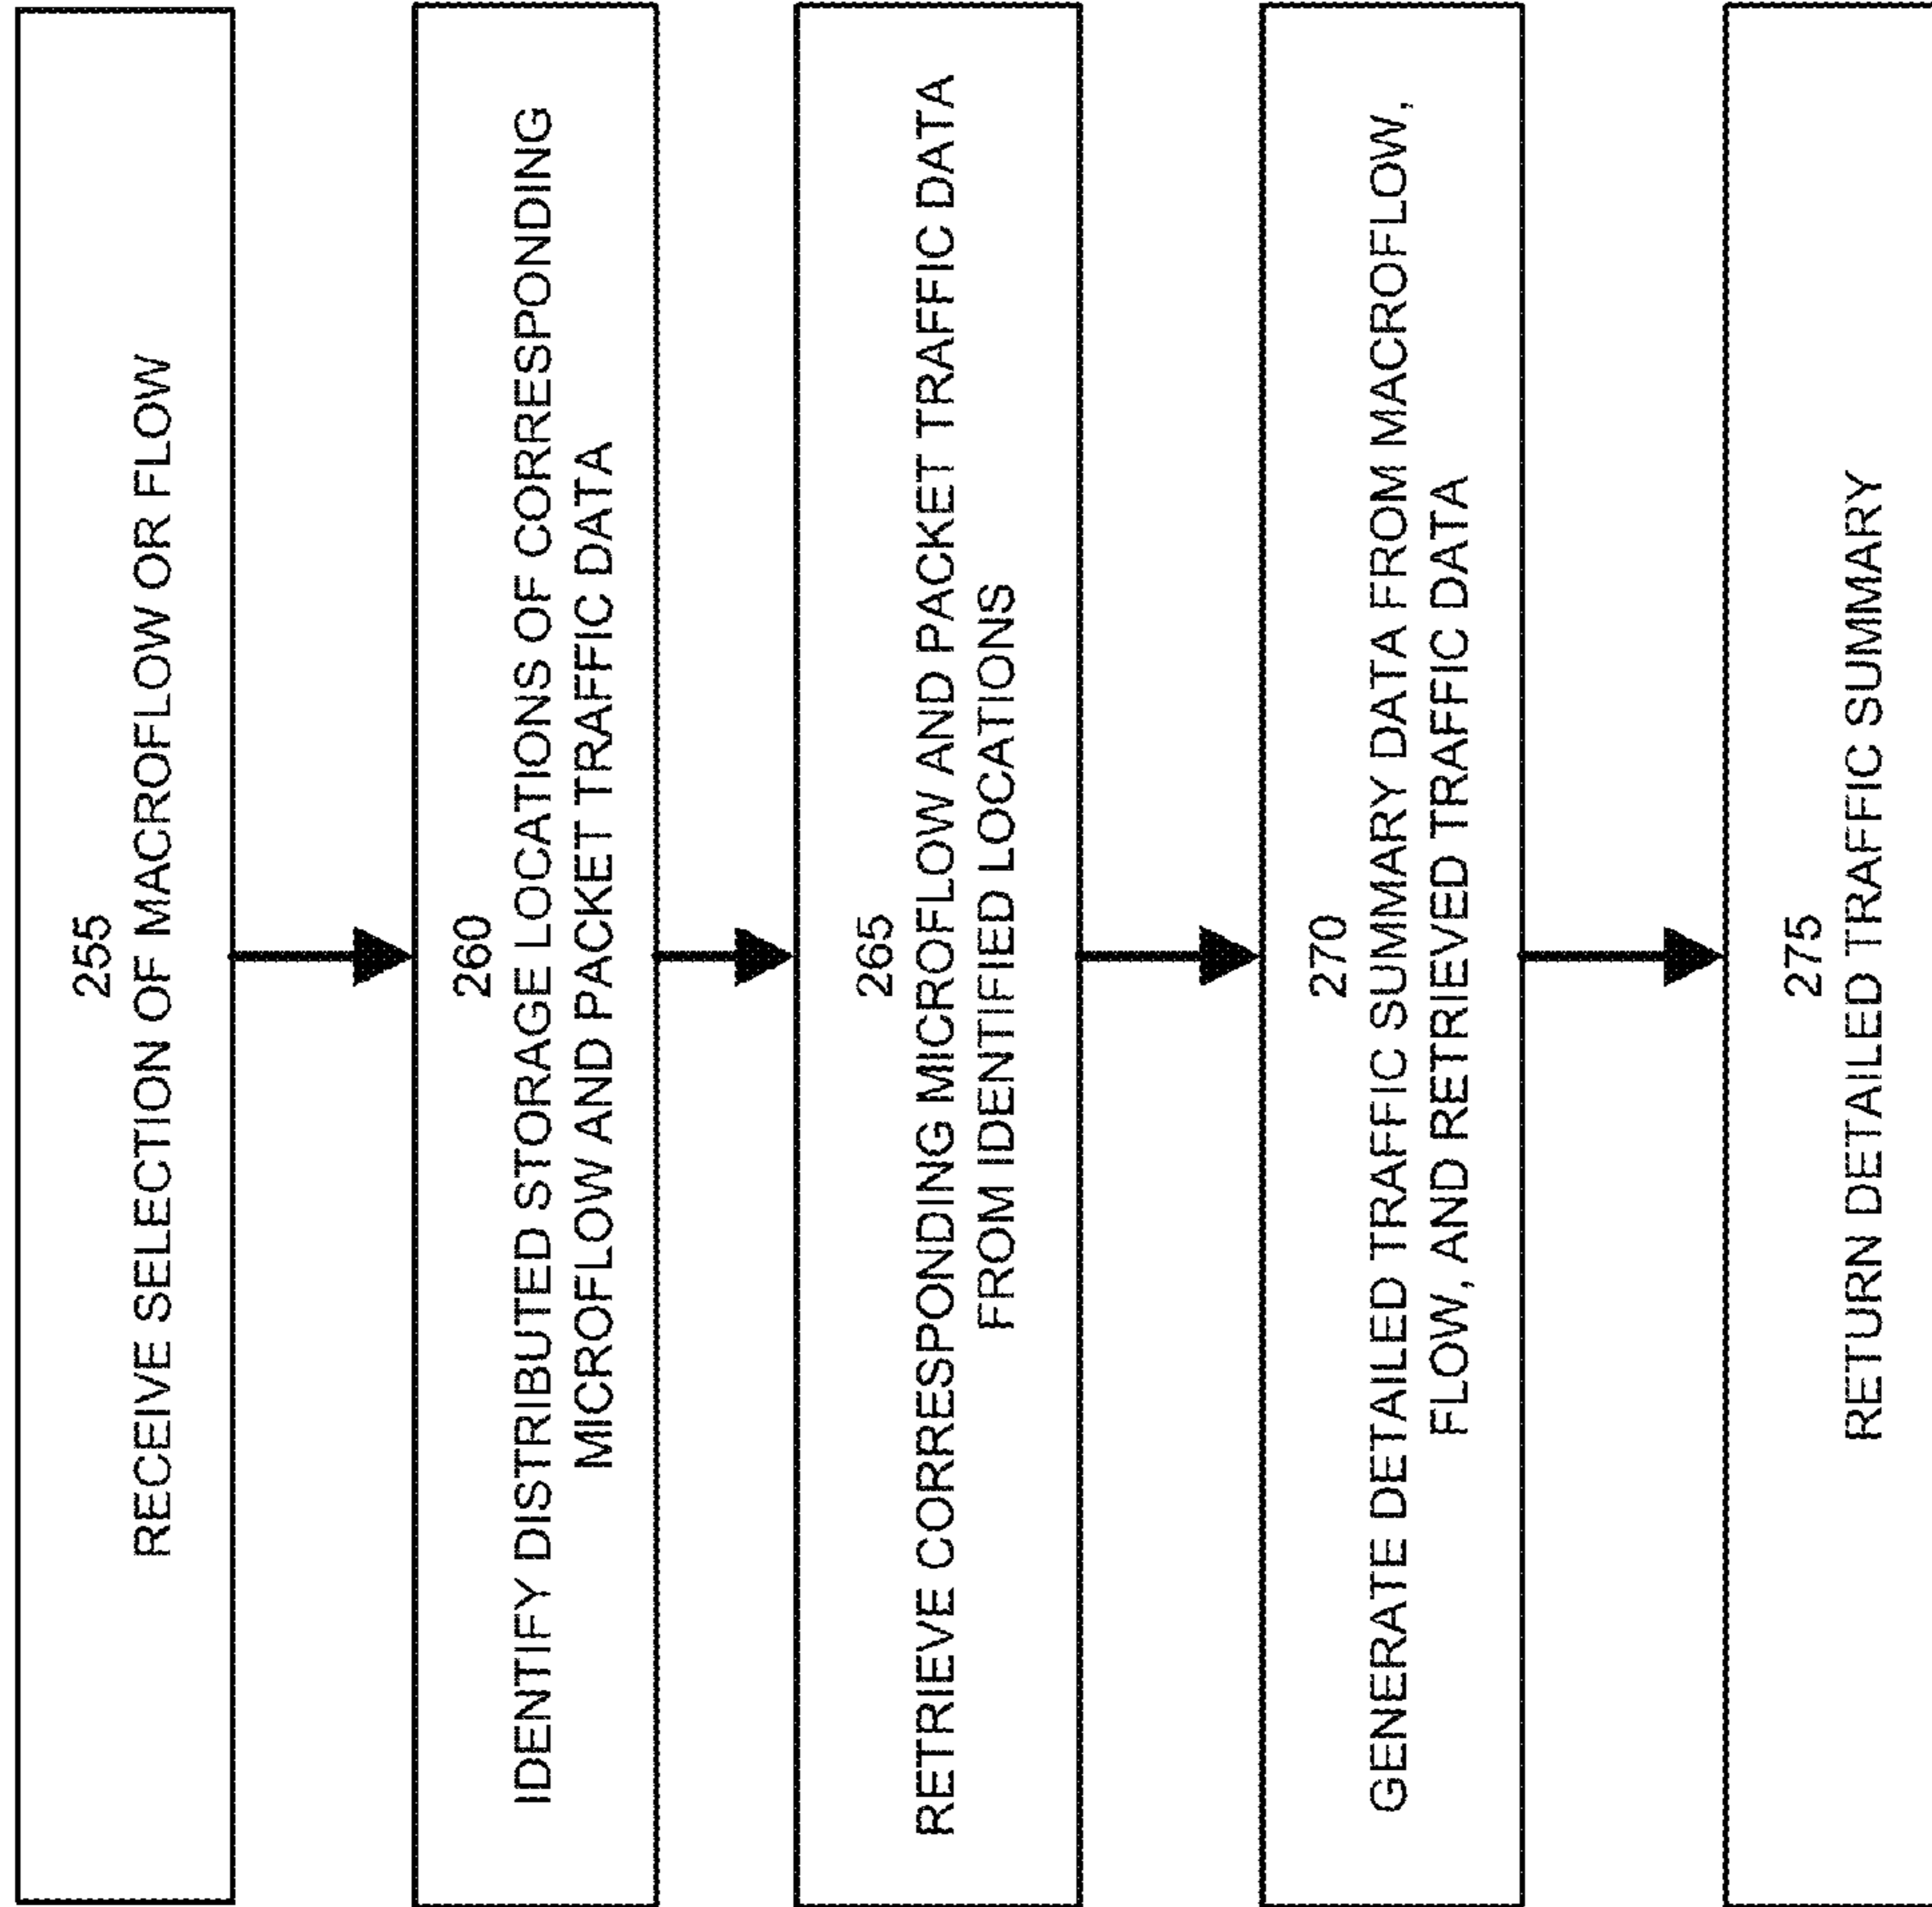 255
RECEIVE SELECTION OF MACROFLOW OR FLOW
260
IDENTIFY DISTRIBUTED STORAGE LOCATIONS OF CORRESPONDING
MICROFLOW AND PACKET TRAFFIC DATA
265
RETRIEVE CORRESPONDING MICROFLOW AND PACKET TRAFFIC DATA
FROM IDENTIFIED LOCATIONS
270
GENERATE DETAILED TRAFFIC SUMMARY DATA FROM MACROFLOW,
FLOW, AND RETRIEVED TRAFFIC DATA
275
RETURN DETAILED TRAFFIC SUMMARY